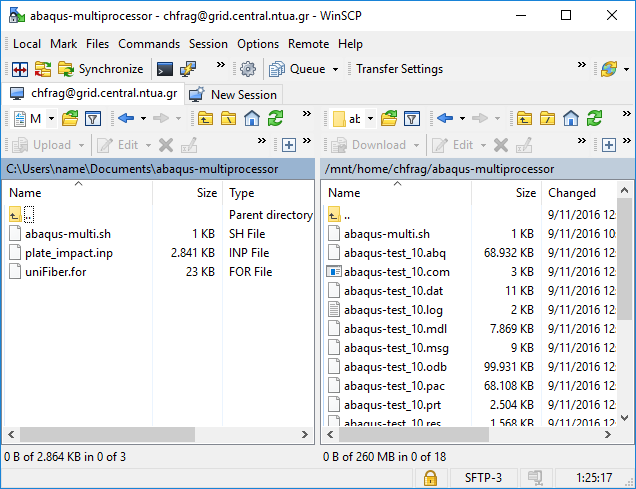 abaqus-multiprocessor - chfrag@grid.central.ntua.gr - WinSCP
Local Mark Files Commands Session Options Remote Help
Synchronize Queue Transfer Settings
chfrag@grid.central.ntua.gr New Session
M ab
Upload Edit Download Edit
C:\Users\name\Documents\abaqus-multiprocessor /mnt/home/chfrag/abaqus-multiprocessor
Name Size Type Name Size Changed
.. Parent directory .. 9/11/2016 12:
abaqus-multi.sh 1 KB SH File abaqus-multi.sh 1 KB 9/11/2016 10:
plate_impact.inp 2.841 KB INP File abaqus-test_10.abq 68.932 KB 9/11/2016 12:
uniFiber.for 23 KB FOR File abaqus-test_10.com 3 KB 9/11/2016 12:
abaqus-test_10.dat 11 KB 9/11/2016 12:
abaqus-test_10.log 2 KB 9/11/2016 12:
abaqus-test_10.mdl 7.869 KB 9/11/2016 12:
abaqus-test_10.msg 9 KB 9/11/2016 12:
abaqus-test_10.odb 99.931 KB 9/11/2016 12:
abaqus-test_10.pac 68.108 KB 9/11/2016 12:
abaqus-test_10.prt 2.504 KB 9/11/2016 12:
abaqus-test_10.res 1.568 KB 9/11/2016 12:
0 B of 2.864 KB in 0 of 3 0 B of 260 MB in 0 of 18
SFTP-3 1:25:17